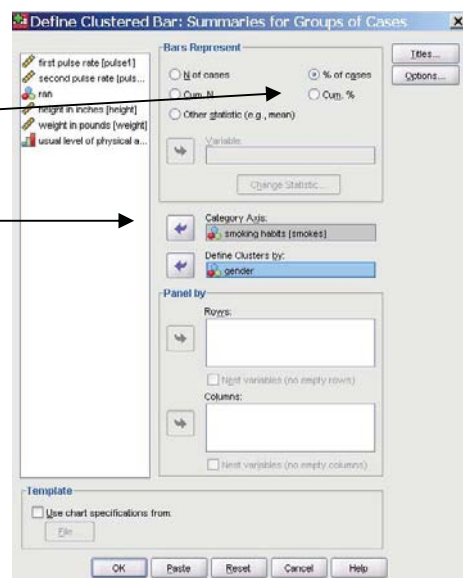 Define Clustered Bar: Summaries for Groups of Cases
first pulse rate [pulse1]
second pulse rate [puls...
ran
height in inches [height]
weight in pounds [weight]
usual level of physical a...
Bars Represent
N of cases
% of cases
Cum. N
Cum. %
Other statistic (e.g., mean)
Variable:
Change Statistic...
Category Axis:
smoking habits [smokes]
Define Clusters by:
gender
Panel by
Rows:
Nest variables (no empty rows)
Columns:
Nest variables (no empty columns)
Titles...
Options...
Template
Use chart specifications from:
File...
OK
Paste
Reset
Cancel
Help